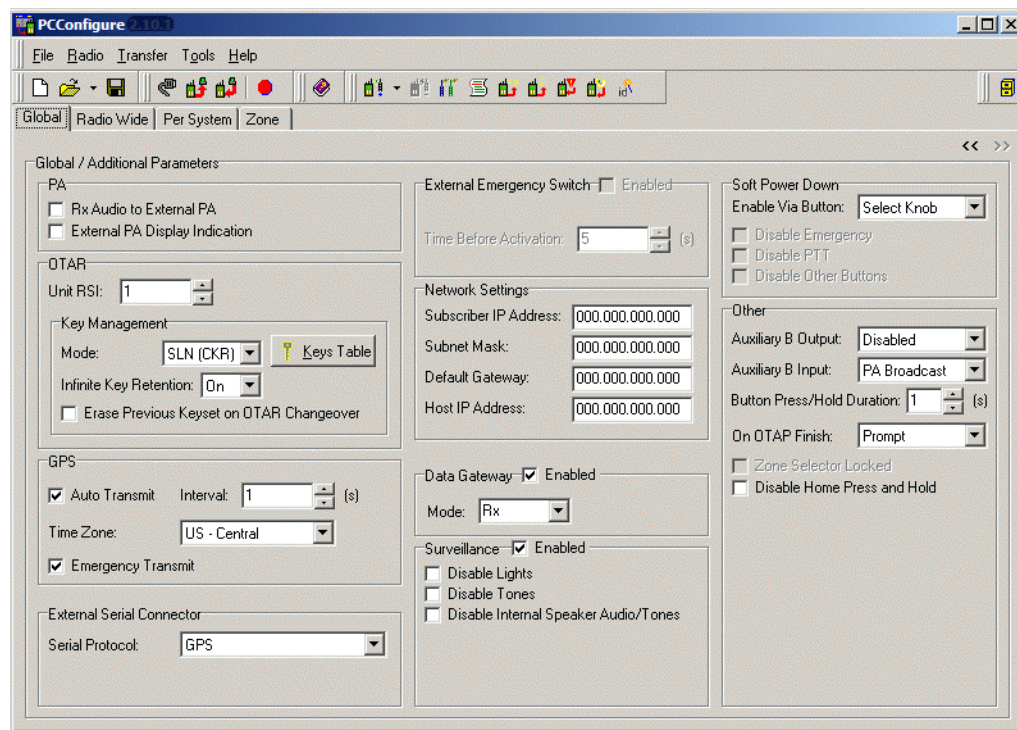 PCConfigure 2.10.1
File Radio Transfer Tools Help
id
Global Radio Wide Per System Zone
<< >>
Global / Additional Parameters
PA
Rx Audio to External PA
External PA Display Indication
OTAR
Unit RSI: 1
Key Management
Mode: SLN (CKR) Keys Table
Infinite Key Retention: On
Erase Previous Keyset on OTAR Changeover
GPS
Auto Transmit Interval: 1 (s)
Time Zone: US - Central
Emergency Transmit
External Serial Connector
Serial Protocol: GPS
External Emergency Switch Enabled
Time Before Activation: 5 (s)
Network Settings
Subscriber IP Address: 000.000.000.000
Subnet Mask: 000.000.000.000
Default Gateway: 000.000.000.000
Host IP Address: 000.000.000.000
Data Gateway Enabled
Mode: Rx
Surveillance Enabled
Disable Lights
Disable Tones
Disable Internal Speaker Audio/Tones
Soft Power Down
Enable Via Button: Select Knob
Disable Emergency
Disable PTT
Disable Other Buttons
Other
Auxiliary B Output: Disabled
Auxiliary B Input: PA Broadcast
Button Press/Hold Duration: 1 (s)
On OTAP Finish: Prompt
Zone Selector Locked
Disable Home Press and Hold